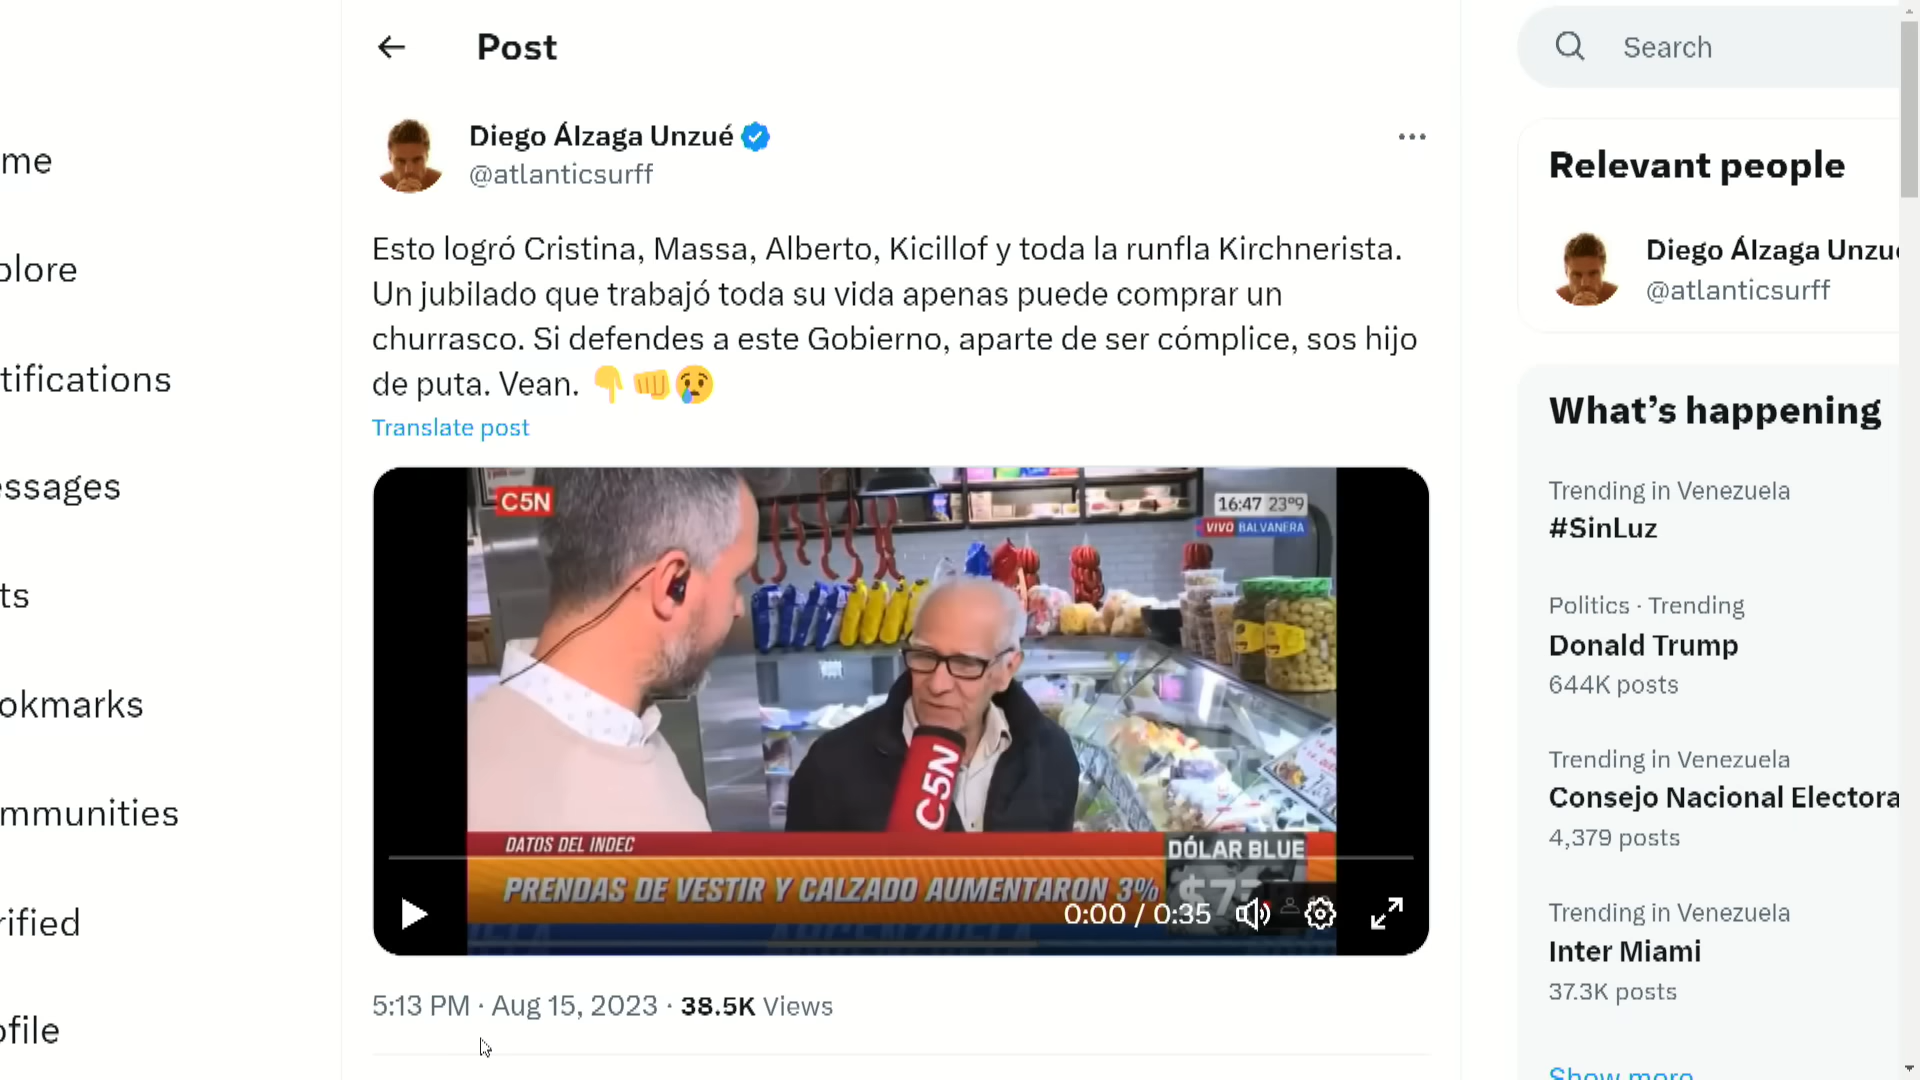 Post
Search
Diego Álzaga Unzué
@atlanticsurff
Esto logró Cristina, Massa, Alberto, Kicillof y toda la runfla Kirchnerista.
Un jubilado que trabajó toda su vida apenas puede comprar un
churrasco. Si defendes a este Gobierno, aparte de ser cómplice, sos hijo
de puta. Vean. 👇👊😢
Translate post
C5N
16:47 23º9
VIVO BALVANERA
C5N
DATOS DEL INDEC
PRENDAS DE VESTIR Y CALZADO AUMENTARON 3%
DÓLAR BLUE
0:00 / 0:35
5:13 PM · Aug 15, 2023 · 38.5K Views
me
plore
tifications
essages
ts
okmarks
mmunities
rified
ofile
Relevant people
Diego Álzaga Unzué
@atlanticsurff
What’s happening
Trending in Venezuela
#SinLuz
Politics · Trending
Donald Trump
644K posts
Trending in Venezuela
Consejo Nacional Electora
4,379 posts
Trending in Venezuela
Inter Miami
37.3K posts
Show more